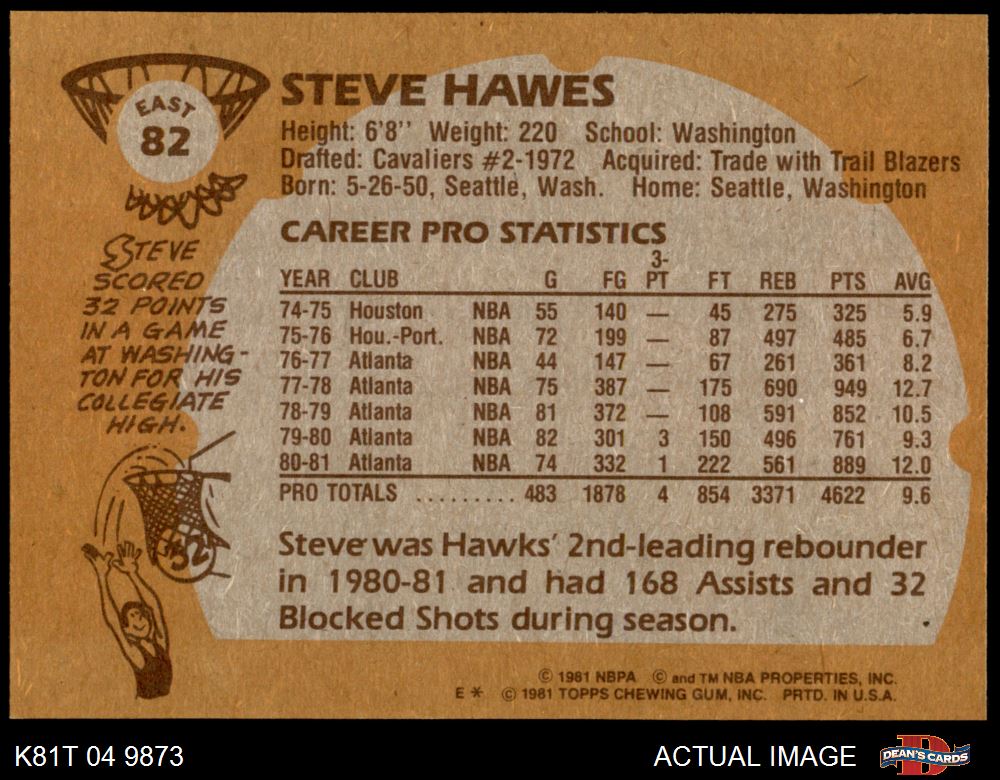 EAST
82
STEVE HAWES
Height: 6'8'' Weight: 220 School: Washington
Drafted: Cavaliers #2-1972 Acquired: Trade with Trail Blazers
Born: 5-26-50, Seattle, Wash. Home: Seattle, Washington
STEVE
SCORED
32 POINTS
IN A GAME
AT WASHING-
TON FOR HIS
COLLEGIATE
HIGH.
32
CAREER PRO STATISTICS
YEAR CLUB G FG 3-PT FT REB PTS AVG
74-75 Houston NBA 55 140 — 45 275 325 5.9
75-76 Hou.-Port. NBA 72 199 — 87 497 485 6.7
76-77 Atlanta NBA 44 147 — 67 261 361 8.2
77-78 Atlanta NBA 75 387 — 175 690 949 12.7
78-79 Atlanta NBA 81 372 — 108 591 852 10.5
79-80 Atlanta NBA 82 301 3 150 496 761 9.3
80-81 Atlanta NBA 74 332 1 222 561 889 12.0
PRO TOTALS ......... 483 1878 4 854 3371 4622 9.6
Steve was Hawks' 2nd-leading rebounder
in 1980-81 and had 168 Assists and 32
Blocked Shots during season.
© 1981 NBPA © and TM NBA PROPERTIES, INC.
E * © 1981 TOPPS CHEWING GUM, INC. PRTD. IN U.S.A.
K81T 04 9873 ACTUAL IMAGE DEAN'S CARDS